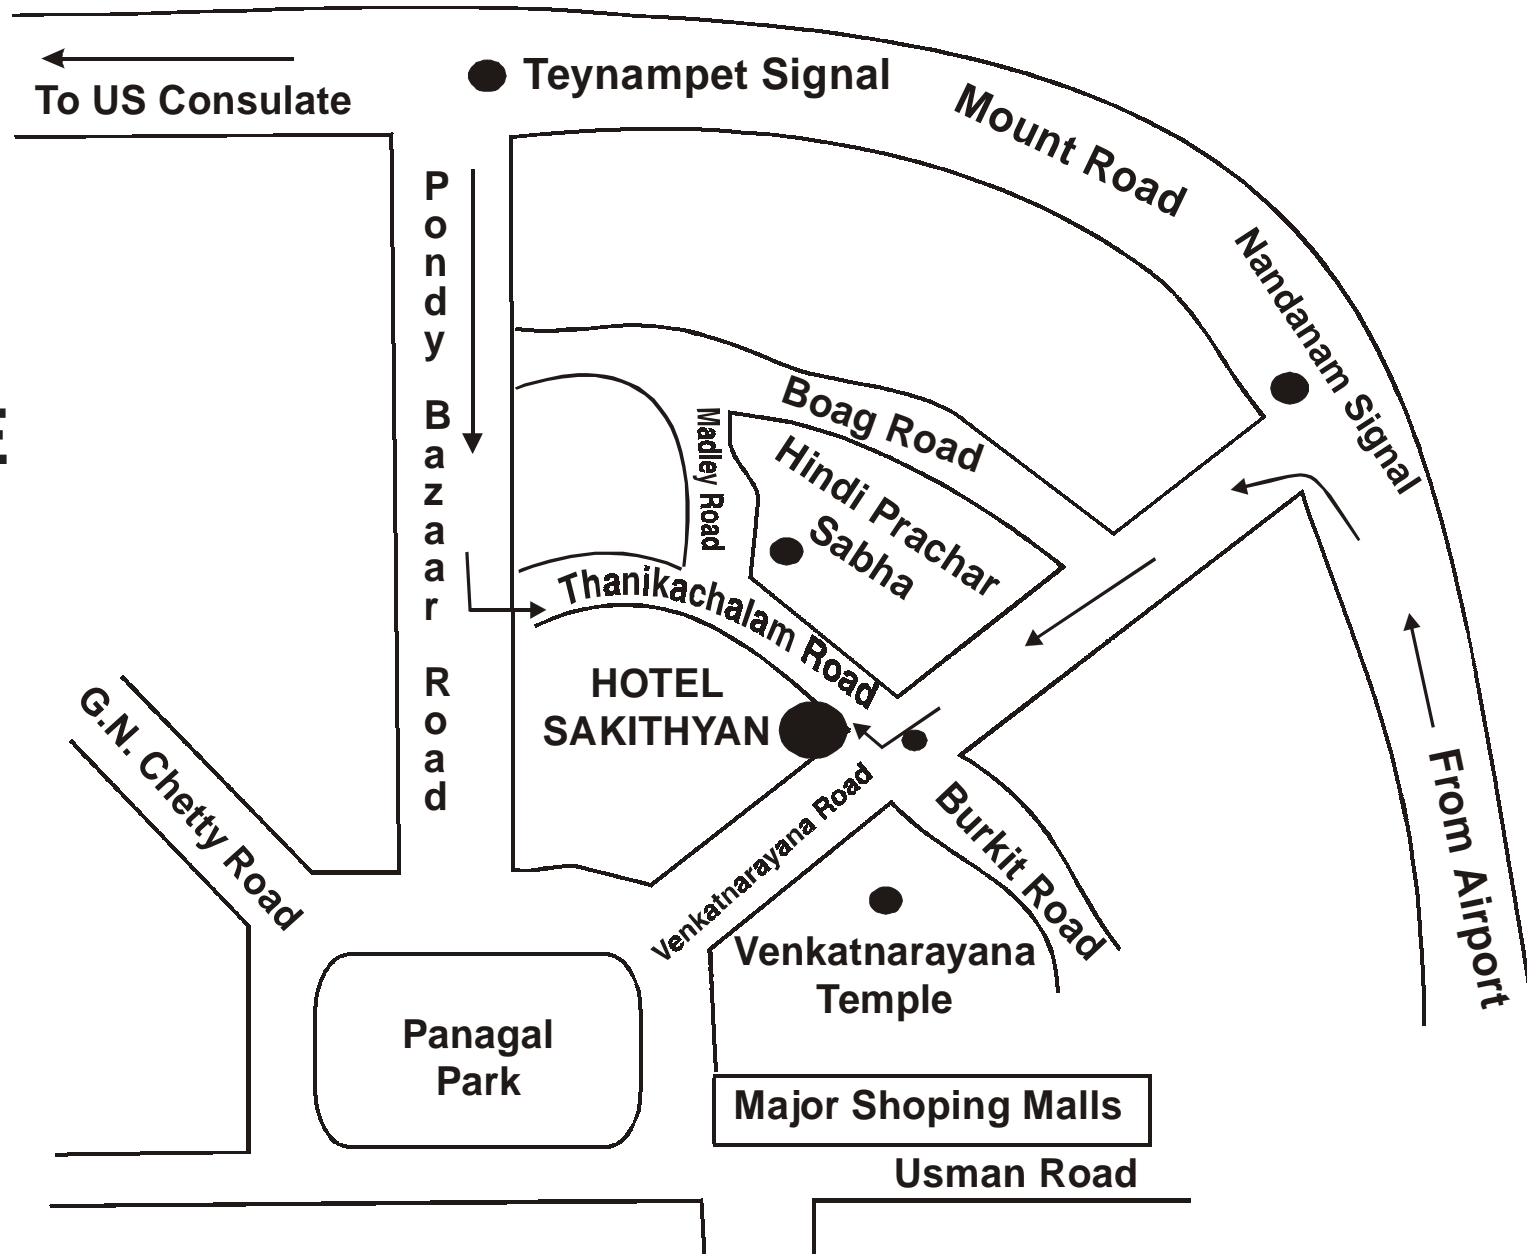 To US Consulate
Teynampet Signal
Mount Road
Nandanam Signal
Pondy Bazaar Road
Boag Road
Madley Road
Hindi Prachar
Sabha
Thanikachalam Road
HOTEL
SAKITHYAN
G.N. Chetty Road
Venkatnarayana Road
Burkit Road
From Airport
Venkatnarayana
Temple
Panagal
Park
Major Shoping Malls
Usman Road